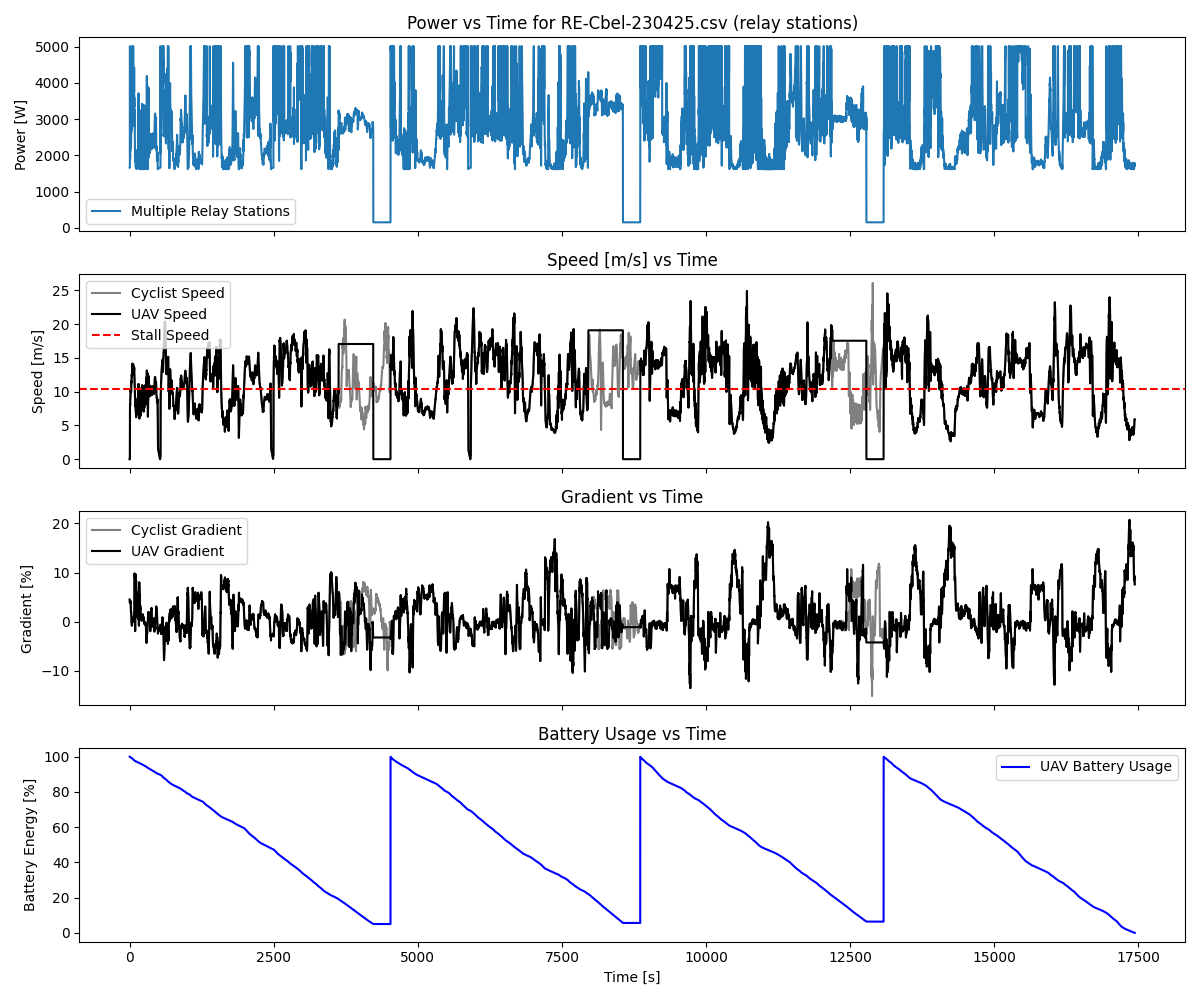 Power vs Time for RE-Cbel-230425.csv (relay stations)
Power [W]
5000
4000
3000
2000
1000
0
Multiple Relay Stations
Speed [m/s] vs Time
Speed [m/s]
25
20
15
10
5
0
Cyclist Speed
UAV Speed
Stall Speed
Gradient vs Time
Gradient [%]
20
10
0
−10
Cyclist Gradient
UAV Gradient
Battery Usage vs Time
Battery Energy [%]
100
80
60
40
20
0
UAV Battery Usage
0 2500 5000 7500 10000 12500 15000 17500
Time [s]